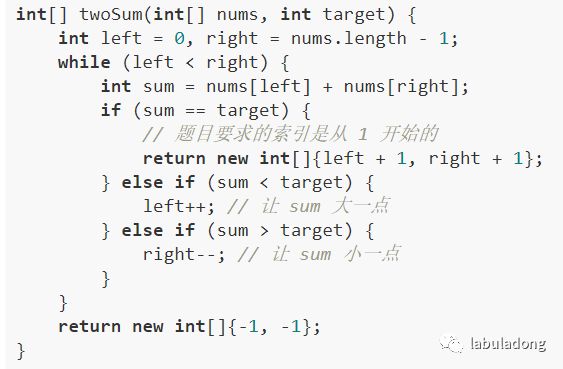 int[] twoSum(int[] nums, int target) {
    int left = 0, right = nums.length - 1;
    while (left < right) {
        int sum = nums[left] + nums[right];
        if (sum == target) {
            // 题目要求的索引是从 1 开始的
            return new int[]{left + 1, right + 1};
        } else if (sum < target) {
            left++; // 让 sum 大一点
        } else if (sum > target) {
            right--; // 让 sum 小一点
        }
    }
    return new int[]{-1, -1};
}
labuladong